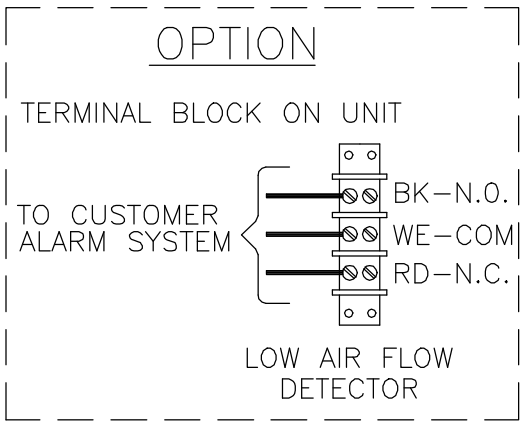 OPTION
TERMINAL BLOCK ON UNIT
BK-N.O.
TO CUSTOMER
ALARM SYSTEM
WE-COM
RD-N.C.
LOW AIR FLOW
DETECTOR